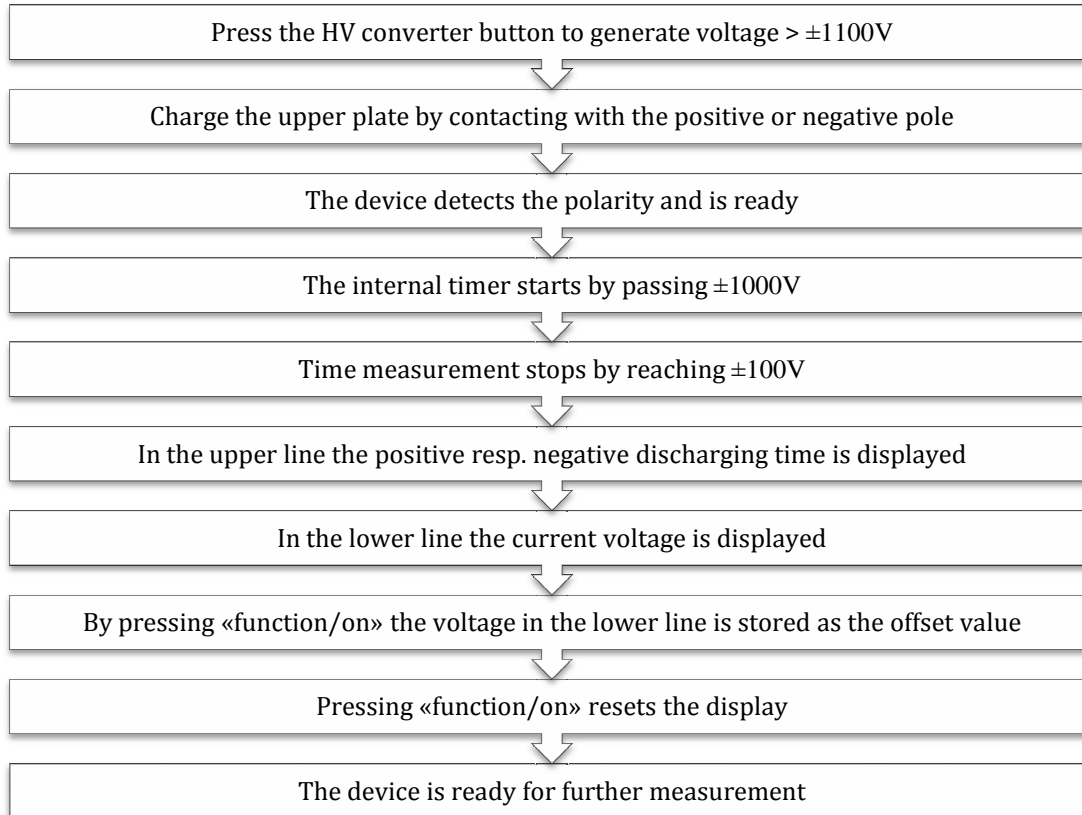 Press the HV converter button to generate voltage > ±1100V
Charge the upper plate by contacting with the positive or negative pole
The device detects the polarity and is ready
The internal timer starts by passing ±1000V
Time measurement stops by reaching ±100V
In the upper line the positive resp. negative discharging time is displayed
In the lower line the current voltage is displayed
By pressing «function/on» the voltage in the lower line is stored as the offset value
Pressing «function/on» resets the display
The device is ready for further measurement